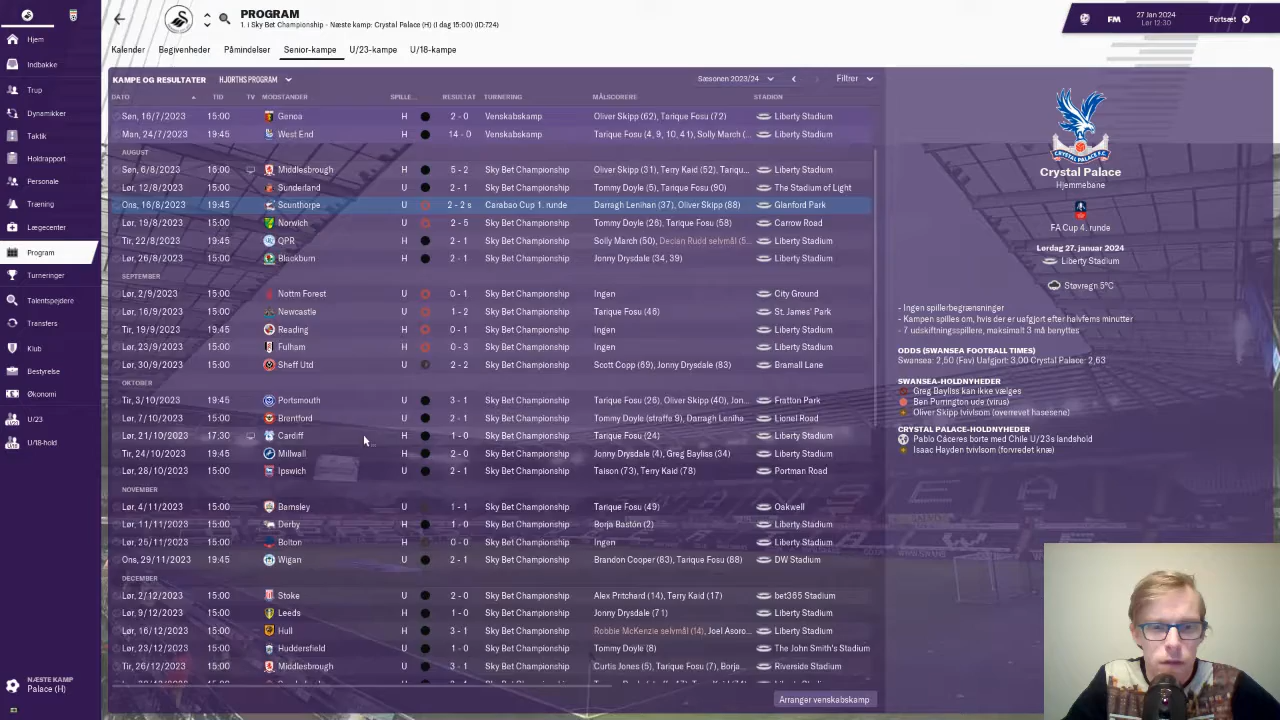 PROGRAM
1. i Sky Bet Championship - Næste kamp: Crystal Palace (H) (I dag 15:00) (ID:724)
FM
27 Jan 2024
Lør 12:30
Fortsæt
Hjem
Indbakke
Trup
Dynamikker
Taktik
Holdrapport
Personale
Træning
Lægecenter
Program
Turneringer
Talentspejdere
Transfers
Klub
Bestyrelse
Økonomi
U/23
U/18-hold
NÆSTE KAMP
Palace (H)
Kalender Begivenheder Påmindelser Senior-kampe U/23-kampe U/18-kampe
KAMPE OG RESULTATER HJORTHS PROGRAM Sæsonen 2023/24 Filtrer
DATO TID TV MODSTANDER SPILLE... RESULTAT TURNERING MÅLSCORERE STADION
Søn, 16/7/2023 15:00 Genoa H 2 - 0 Venskabskamp Oliver Skipp (62), Tarique Fosu (72) Liberty Stadium
Man, 24/7/2023 19:45 West End H 14 - 0 Venskabskamp Tarique Fosu (4, 9, 10, 41), Solly March (... Liberty Stadium
AUGUST
Søn, 6/8/2023 16:00 Middlesbrough H 5 - 2 Sky Bet Championship Oliver Skipp (31), Terry Kaid (52), Tariqu... Liberty Stadium
Lør, 12/8/2023 15:00 Sunderland U 2 - 1 Sky Bet Championship Tommy Doyle (5), Tarique Fosu (90) The Stadium of Light
Ons, 16/8/2023 19:45 Scunthorpe U 2 - 2 s Carabao Cup 1. runde Darragh Lenihan (37), Oliver Skipp (88) Glanford Park
Lør, 19/8/2023 15:00 Norwich U 2 - 5 Sky Bet Championship Tommy Doyle (26), Tarique Fosu (58) Carrow Road
Tir, 22/8/2023 19:45 QPR H 2 - 1 Sky Bet Championship Solly March (50), Declan Rudd selvmål (5... Liberty Stadium
Lør, 26/8/2023 15:00 Blackburn H 2 - 1 Sky Bet Championship Jonny Drysdale (34, 39) Liberty Stadium
SEPTEMBER
Lør, 2/9/2023 15:00 Nottm Forest U 0 - 1 Sky Bet Championship Ingen City Ground
Lør, 16/9/2023 15:00 Newcastle U 1 - 2 Sky Bet Championship Tarique Fosu (46) St. James' Park
Tir, 19/9/2023 19:45 Reading H 0 - 1 Sky Bet Championship Ingen Liberty Stadium
Lør, 23/9/2023 15:00 Fulham H 0 - 3 Sky Bet Championship Ingen Liberty Stadium
Lør, 30/9/2023 15:00 Sheff Utd U 2 - 2 Sky Bet Championship Scott Copp (69), Jonny Drysdale (83) Bramall Lane
OKTOBER
Tir, 3/10/2023 19:45 Portsmouth U 3 - 1 Sky Bet Championship Tarique Fosu (26), Oliver Skipp (40), Jon... Fratton Park
Lør, 7/10/2023 15:00 Brentford U 2 - 1 Sky Bet Championship Tommy Doyle (straffe 9), Darragh Leniha Lionel Road
Lør, 21/10/2023 17:30 Cardiff H 1 - 0 Sky Bet Championship Tarique Fosu (24) Liberty Stadium
Tir, 24/10/2023 19:45 Millwall H 2 - 0 Sky Bet Championship Jonny Drysdale (4), Greg Bayliss (34) Liberty Stadium
Lør, 28/10/2023 15:00 Ipswich U 2 - 1 Sky Bet Championship Taison (73), Terry Kaid (78) Portman Road
NOVEMBER
Lør, 4/11/2023 15:00 Barnsley U 1 - 1 Sky Bet Championship Tarique Fosu (49) Oakwell
Lør, 11/11/2023 15:00 Derby H 1 - 0 Sky Bet Championship Borja Bastón (2) Liberty Stadium
Lør, 25/11/2023 15:00 Bolton H 0 - 0 Sky Bet Championship Ingen Liberty Stadium
Ons, 29/11/2023 19:45 Wigan U 2 - 1 Sky Bet Championship Brandon Cooper (83), Tarique Fosu (88) DW Stadium
DECEMBER
Lør, 2/12/2023 15:00 Stoke U 2 - 0 Sky Bet Championship Alex Pritchard (14), Terry Kaid (17) bet365 Stadium
Lør, 9/12/2023 15:00 Leeds H 1 - 0 Sky Bet Championship Jonny Drysdale (71) Liberty Stadium
Lør, 16/12/2023 15:00 Hull H 3 - 1 Sky Bet Championship Robbie McKenzie selvmål (14), Joel Asoro... Liberty Stadium
Lør, 23/12/2023 15:00 Huddersfield U 1 - 0 Sky Bet Championship Tommy Doyle (8) The John Smith's Stadium
Tir, 26/12/2023 15:00 Middlesbrough U 3 - 1 Sky Bet Championship Curtis Jones (5), Tarique Fosu (7), Borja... Riverside Stadium
Arranger venskabskamp
Crystal Palace
Hjemmebane
FA Cup 4. runde
Lørdag 27. januar 2024
Liberty Stadium
Støvregn 5°C
- Ingen spillerbegrænsninger
- Kampen spilles om, hvis der er uafgjort efter halvfems minutter
- 7 udskiftningsspillere, maksimalt 3 må benyttes
ODDS (SWANSEA FOOTBALL TIMES)
Swansea: 2,50 (Fav) Uafgjort: 3,00 Crystal Palace: 2,63
SWANSEA-HOLDNYHEDER
Greg Bayliss kan ikke vælges
Ben Purrington ude (virus)
Oliver Skipp tvivlsom (overrevet hasesene)
CRYSTAL PALACE-HOLDNYHEDER
Pablo Cáceres borte med Chile U/23s landshold
Isaac Hayden tvivlsom (forvredet knæ)